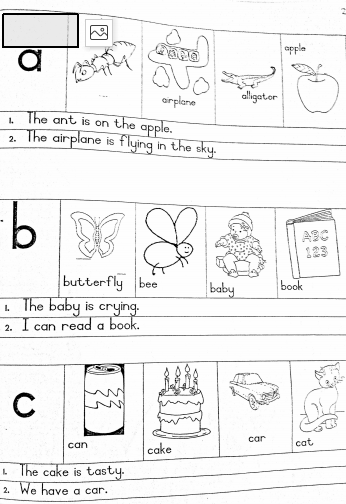 a
apple
airplane
alligator
1. The ant is on the apple.
2. The airplane is flying in the sky.
b
butterfly
bee
baby
book
ABC
123
1. The baby is crying.
2. I can read a book.
c
can
cake
car
cat
1. The cake is tasty.
2. We have a car.